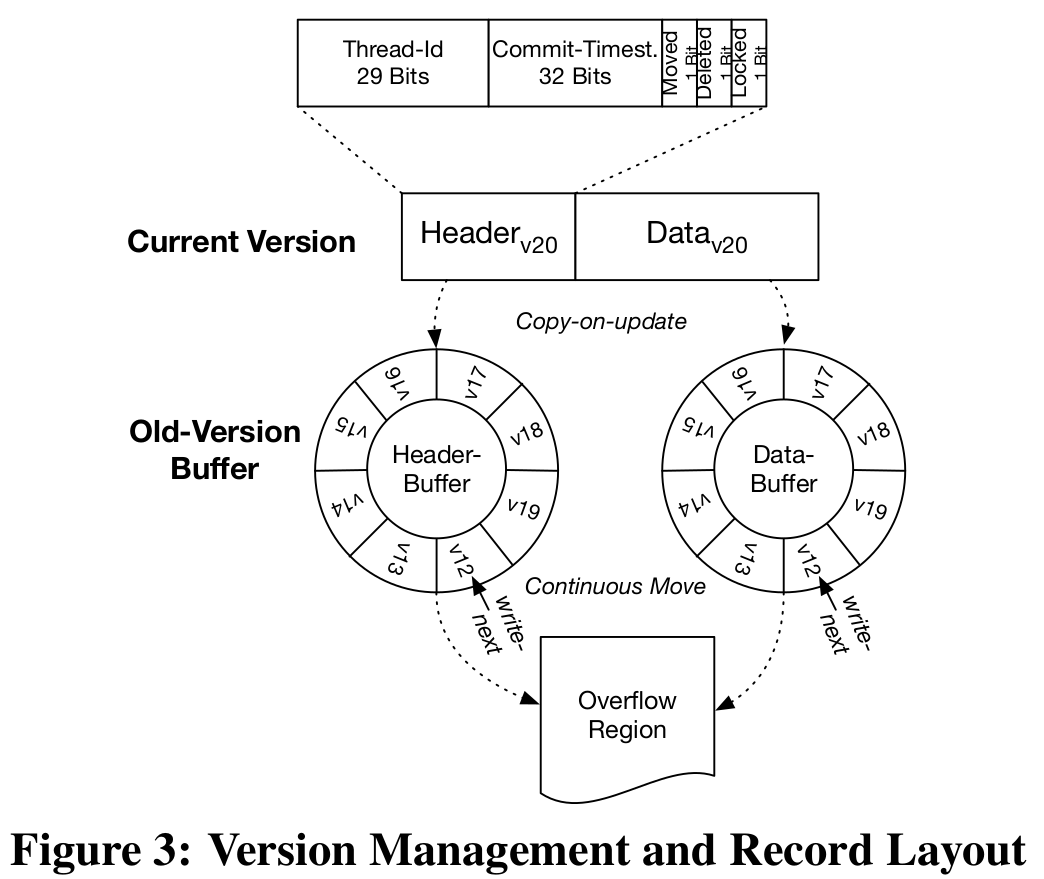 Thread-Id
29 Bits
Commit-Timest.
32 Bits
Moved
1 Bit
Deleted
1 Bit
Locked
1 Bit
Current Version
Headerv20
Datav20
Copy-on-update
Old-Version
Buffer
Header-
Buffer
v16
v17
v18
v19
v12
v13
v14
v15
Data-
Buffer
v16
v17
v18
v19
v12
v13
v14
v15
Continuous Move
write-
next
write-
next
Overflow
Region
Figure 3: Version Management and Record Layout